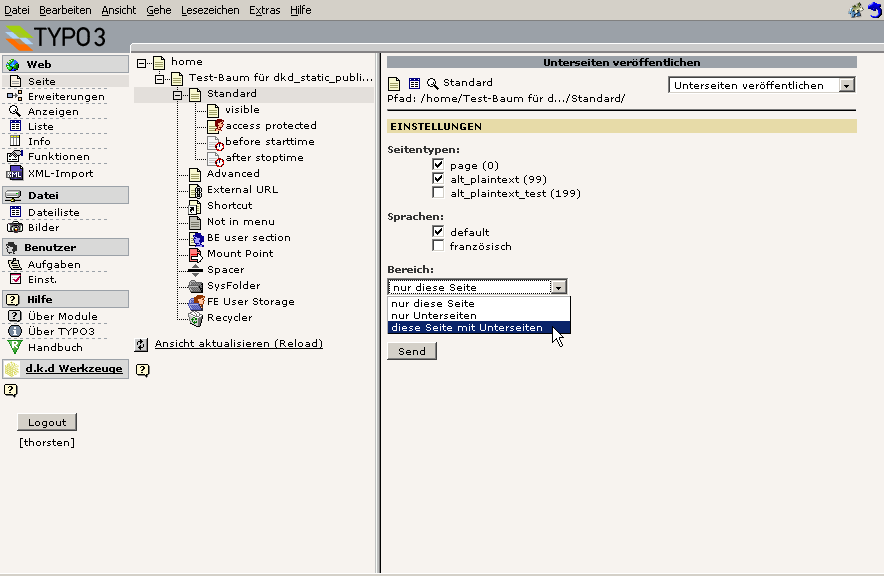 Datei Bearbeiten Ansicht Gehe Lesezeichen Extras Hilfe
TYPO3
Web
Seite
Erweiterungen
Anzeigen
Liste
Info
Funktionen
XML-Import
Datei
Dateiliste
Bilder
Benutzer
Aufgaben
Einst.
Hilfe
Über Module
Über TYPO3
Handbuch
d.k.d Werkzeuge
Logout
[thorsten]
home
Test-Baum für dkd_static_publi...
Standard
visible
access protected
before starttime
after stoptime
Advanced
External URL
Shortcut
Not in menu
BE user section
Mount Point
Spacer
SysFolder
FE User Storage
Recycler
Ansicht aktualisieren (Reload)
Unterseiten veröffentlichen
Standard
Unterseiten veröffentlichen
Pfad: /home/Test-Baum für d.../Standard/
EINSTELLUNGEN
Seitentypen:
page (0)
alt_plaintext (99)
alt_plaintext_test (199)
Sprachen:
default
französisch
Bereich:
nur diese Seite
nur diese Seite
nur Unterseiten
diese Seite mit Unterseiten
Send